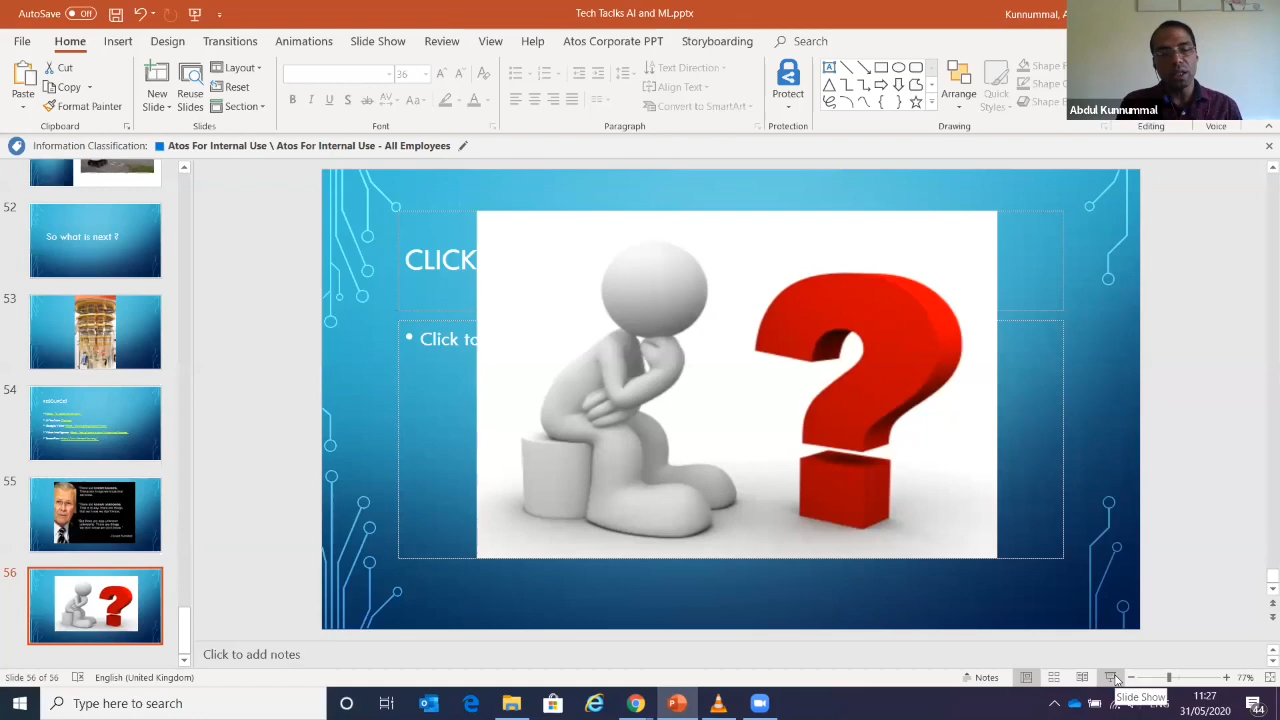 AutoSave Off
Tech Taclks AI and ML.pptx
Kunnummal, A
File Home Insert Design Transitions Animations Slide Show Review View Help Atos Corporate PPT Storyboarding Search
Paste
Cut
Copy
Format Painter
Clipboard
New Slide
Reuse Slides
Layout
Reset
Section
Slides
36
Font
Text Direction
Align Text
Convert to SmartArt
Paragraph
Protect
Protection
Arrange
Quick Styles
Shape F
Shape
Shape
Drawing
Editing
Voice
Abdul Kunnummal
Information Classification: Atos For Internal Use \ Atos For Internal Use - All Employees
52
So what is next ?
53
54
55
56
CLICK
• Click to
?
Click to add notes
Slide 56 of 56
English (United Kingdom)
Notes
77%
Slide Show
Type here to search
11:27
31/05/2020